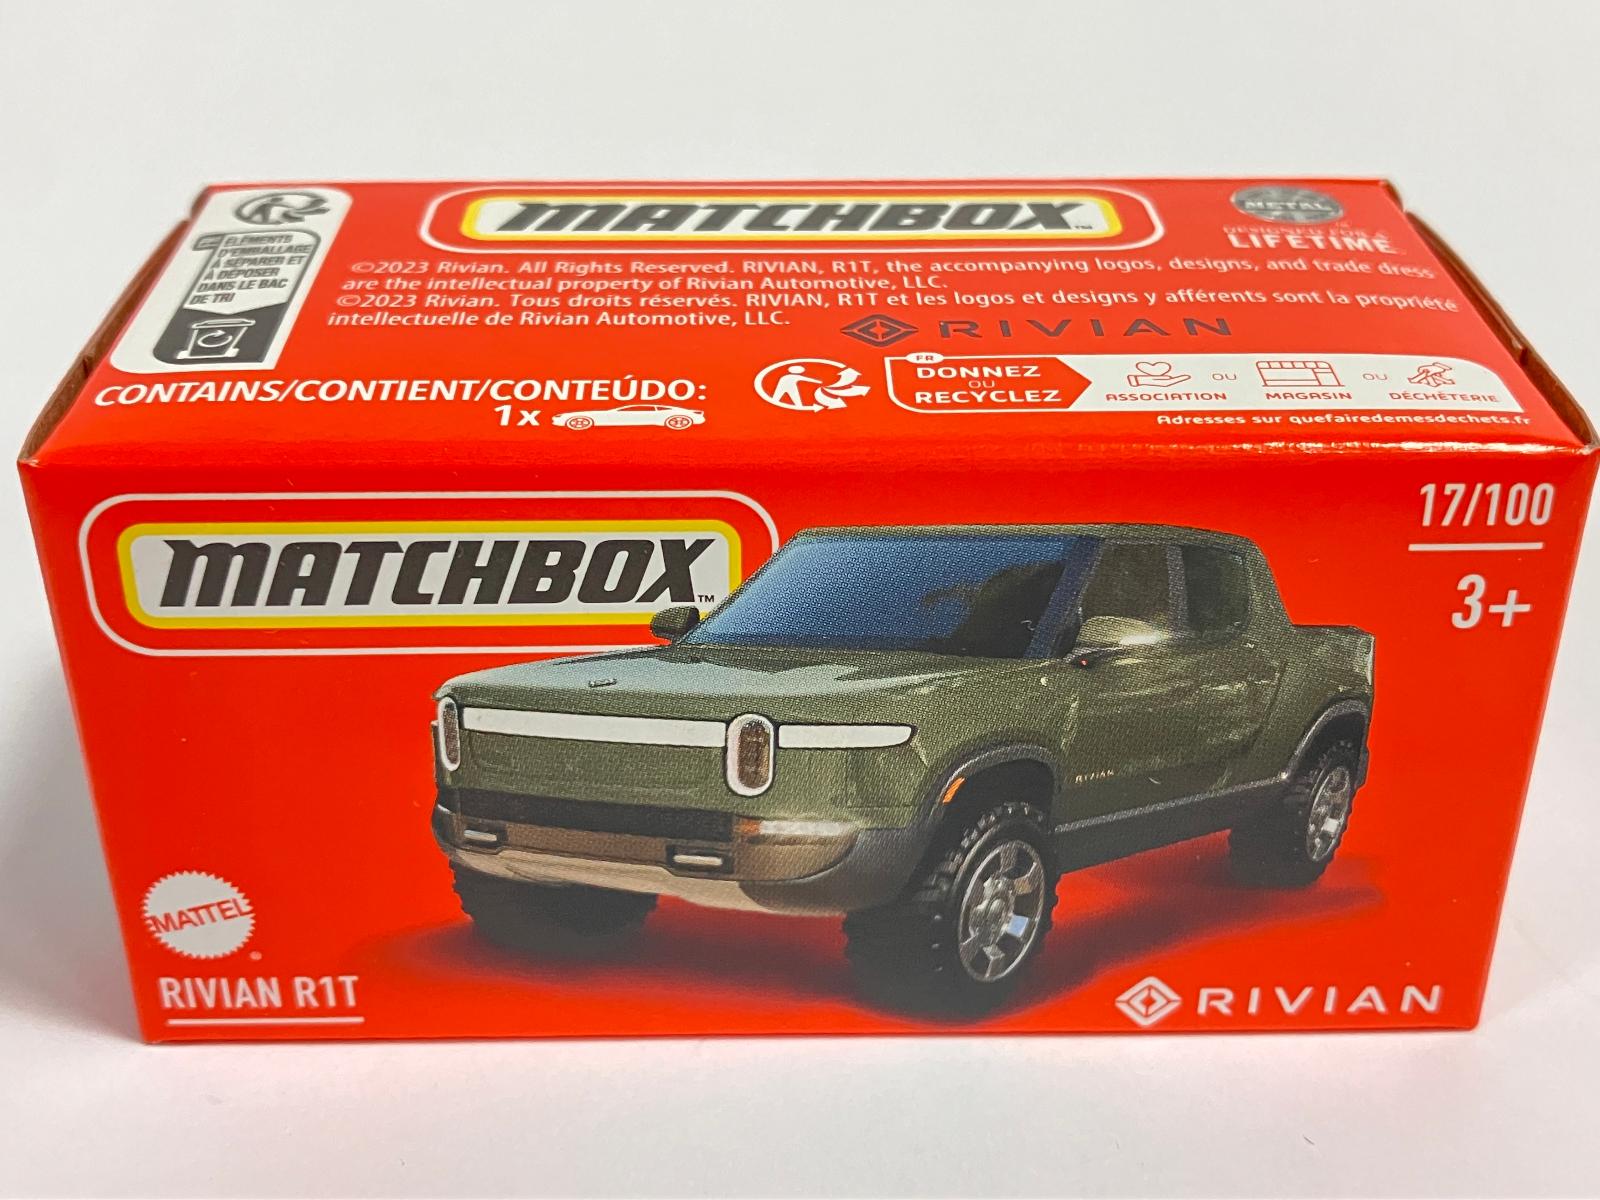 MATCHBOX™
METAL
DESIGNED FOR A
LIFETIME
ÉLÉMENTS
D'EMBALLAGE
À SÉPARER ET
À DÉPOSER
DANS LE BAC
DE TRI
©2023 Rivian. All Rights Reserved. RIVIAN, R1T, the accompanying logos, designs, and trade dress
are the intellectual property of Rivian Automotive, LLC.
©2023 Rivian. Tous droits réservés. RIVIAN, R1T et les logos et designs y afférents sont la propriété
intellectuelle de Rivian Automotive, LLC.
RIVIAN
CONTAINS/CONTIENT/CONTEÚDO:
1x
FR
DONNEZ
OU
RECYCLEZ
ASSOCIATION
OU
MAGASIN
OU
DÉCHÈTERIE
Adresses sur quefairedemesdechets.fr
MATCHBOX™
17/100
3+
RIVIAN
MATTEL
®
RIVIAN R1T
RIVIAN